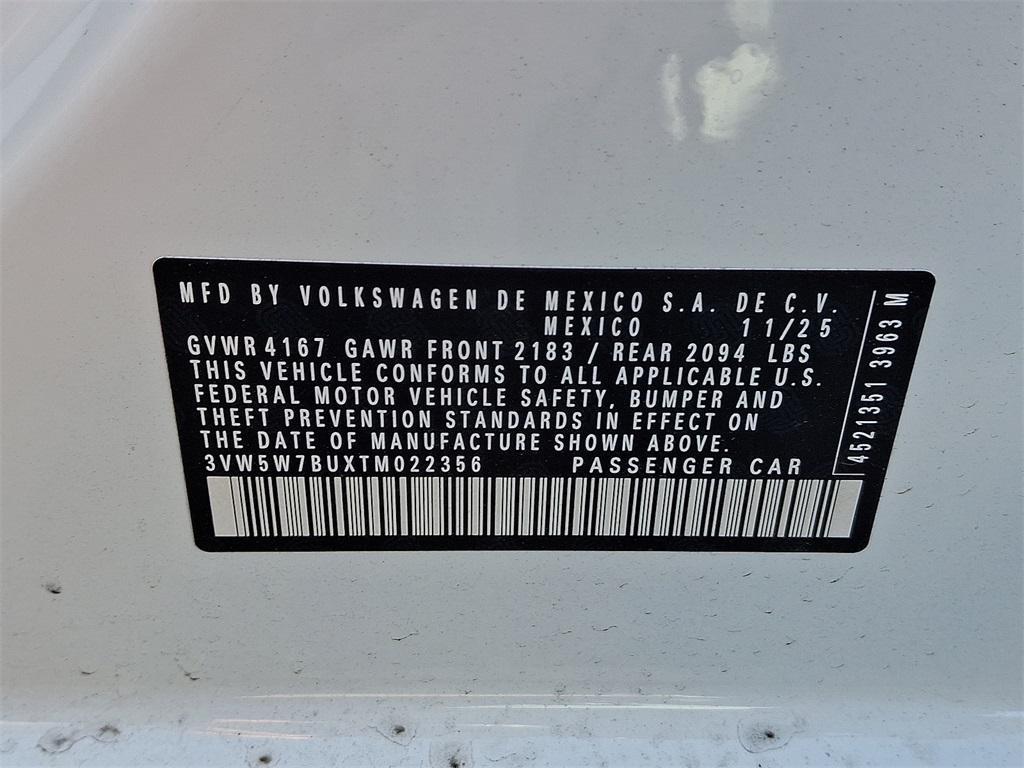 MFD BY VOLKSWAGEN DE MEXICO S.A. DE C.V.
MEXICO 11/25
GVWR 4167 GAWR FRONT 2183 / REAR 2094 LBS
THIS VEHICLE CONFORMS TO ALL APPLICABLE U.S.
FEDERAL MOTOR VEHICLE SAFETY, BUMPER AND
THEFT PREVENTION STANDARDS IN EFFECT ON
THE DATE OF MANUFACTURE SHOWN ABOVE.
3VW5W7BUXTM022356 PASSENGER CAR
4521351 3963 M